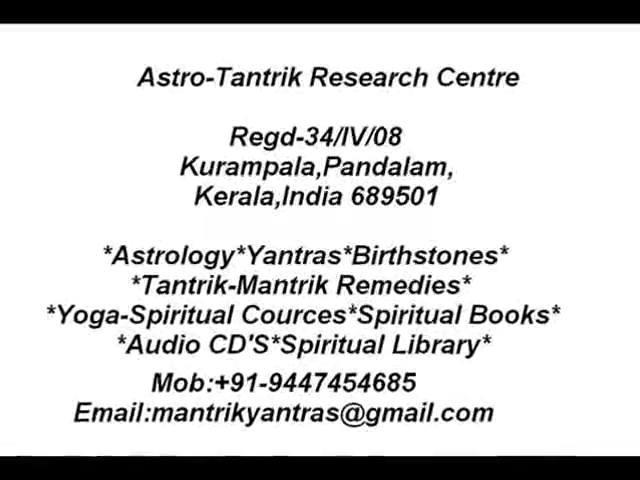 Astro-Tantrik Research Centre
Regd-34/IV/08
Kurampala,Pandalam,
Kerala,India 689501
*Astrology*Yantras*Birthstones*
*Tantrik-Mantrik Remedies*
*Yoga-Spiritual Cources*Spiritual Books*
*Audio CD'S*Spiritual Library*
Mob:+91-9447454685
Email:mantrikyantras@gmail.com